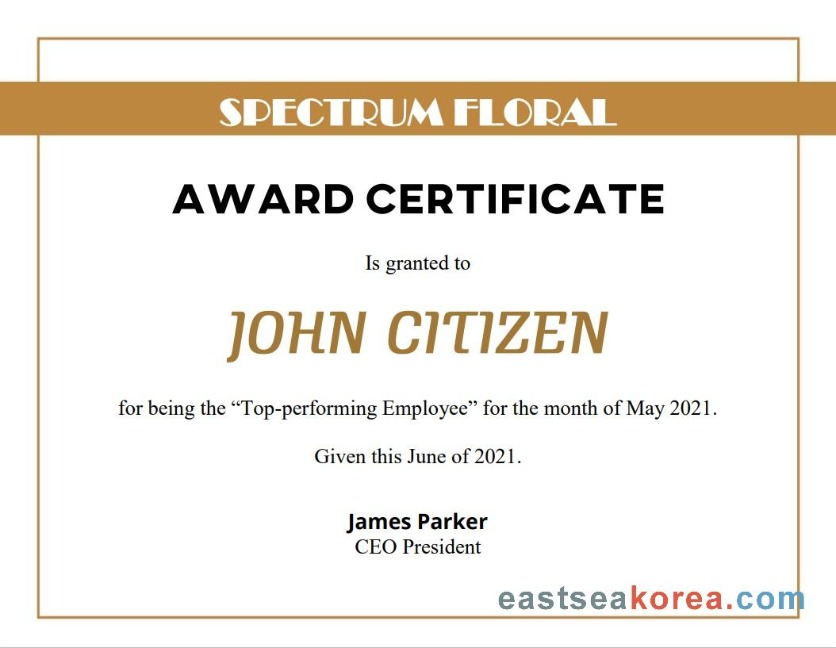 SPECTRUM FLORAL
AWARD CERTIFICATE
Is granted to
JOHN CITIZEN
for being the “Top-performing Employee” for the month of May 2021.
Given this June of 2021.
James Parker
CEO President
eastseakorea.com